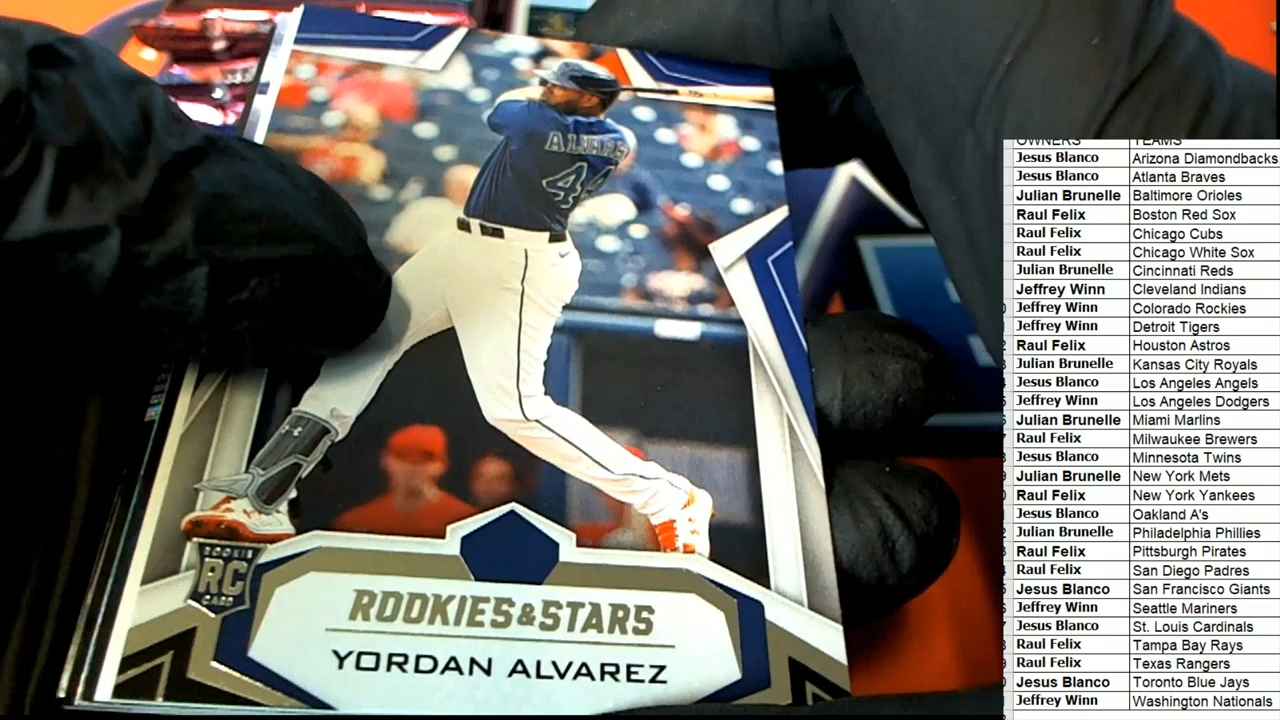 ALVAREZ
44
ROOKIE
RC
CARD
ROOKIES & STARS
YORDAN ALVAREZ
OWNERS TEAMS
Jesus Blanco Arizona Diamondbacks
Jesus Blanco Atlanta Braves
Julian Brunelle Baltimore Orioles
Raul Felix Boston Red Sox
Raul Felix Chicago Cubs
Raul Felix Chicago White Sox
Julian Brunelle Cincinnati Reds
Jeffrey Winn Cleveland Indians
Jeffrey Winn Colorado Rockies
Jeffrey Winn Detroit Tigers
Raul Felix Houston Astros
Julian Brunelle Kansas City Royals
Jesus Blanco Los Angeles Angels
Jeffrey Winn Los Angeles Dodgers
Julian Brunelle Miami Marlins
Raul Felix Milwaukee Brewers
Jesus Blanco Minnesota Twins
Julian Brunelle New York Mets
Raul Felix New York Yankees
Jesus Blanco Oakland A's
Julian Brunelle Philadelphia Phillies
Raul Felix Pittsburgh Pirates
Raul Felix San Diego Padres
Jesus Blanco San Francisco Giants
Jeffrey Winn Seattle Mariners
Jesus Blanco St. Louis Cardinals
Raul Felix Tampa Bay Rays
Raul Felix Texas Rangers
Jesus Blanco Toronto Blue Jays
Jeffrey Winn Washington Nationals